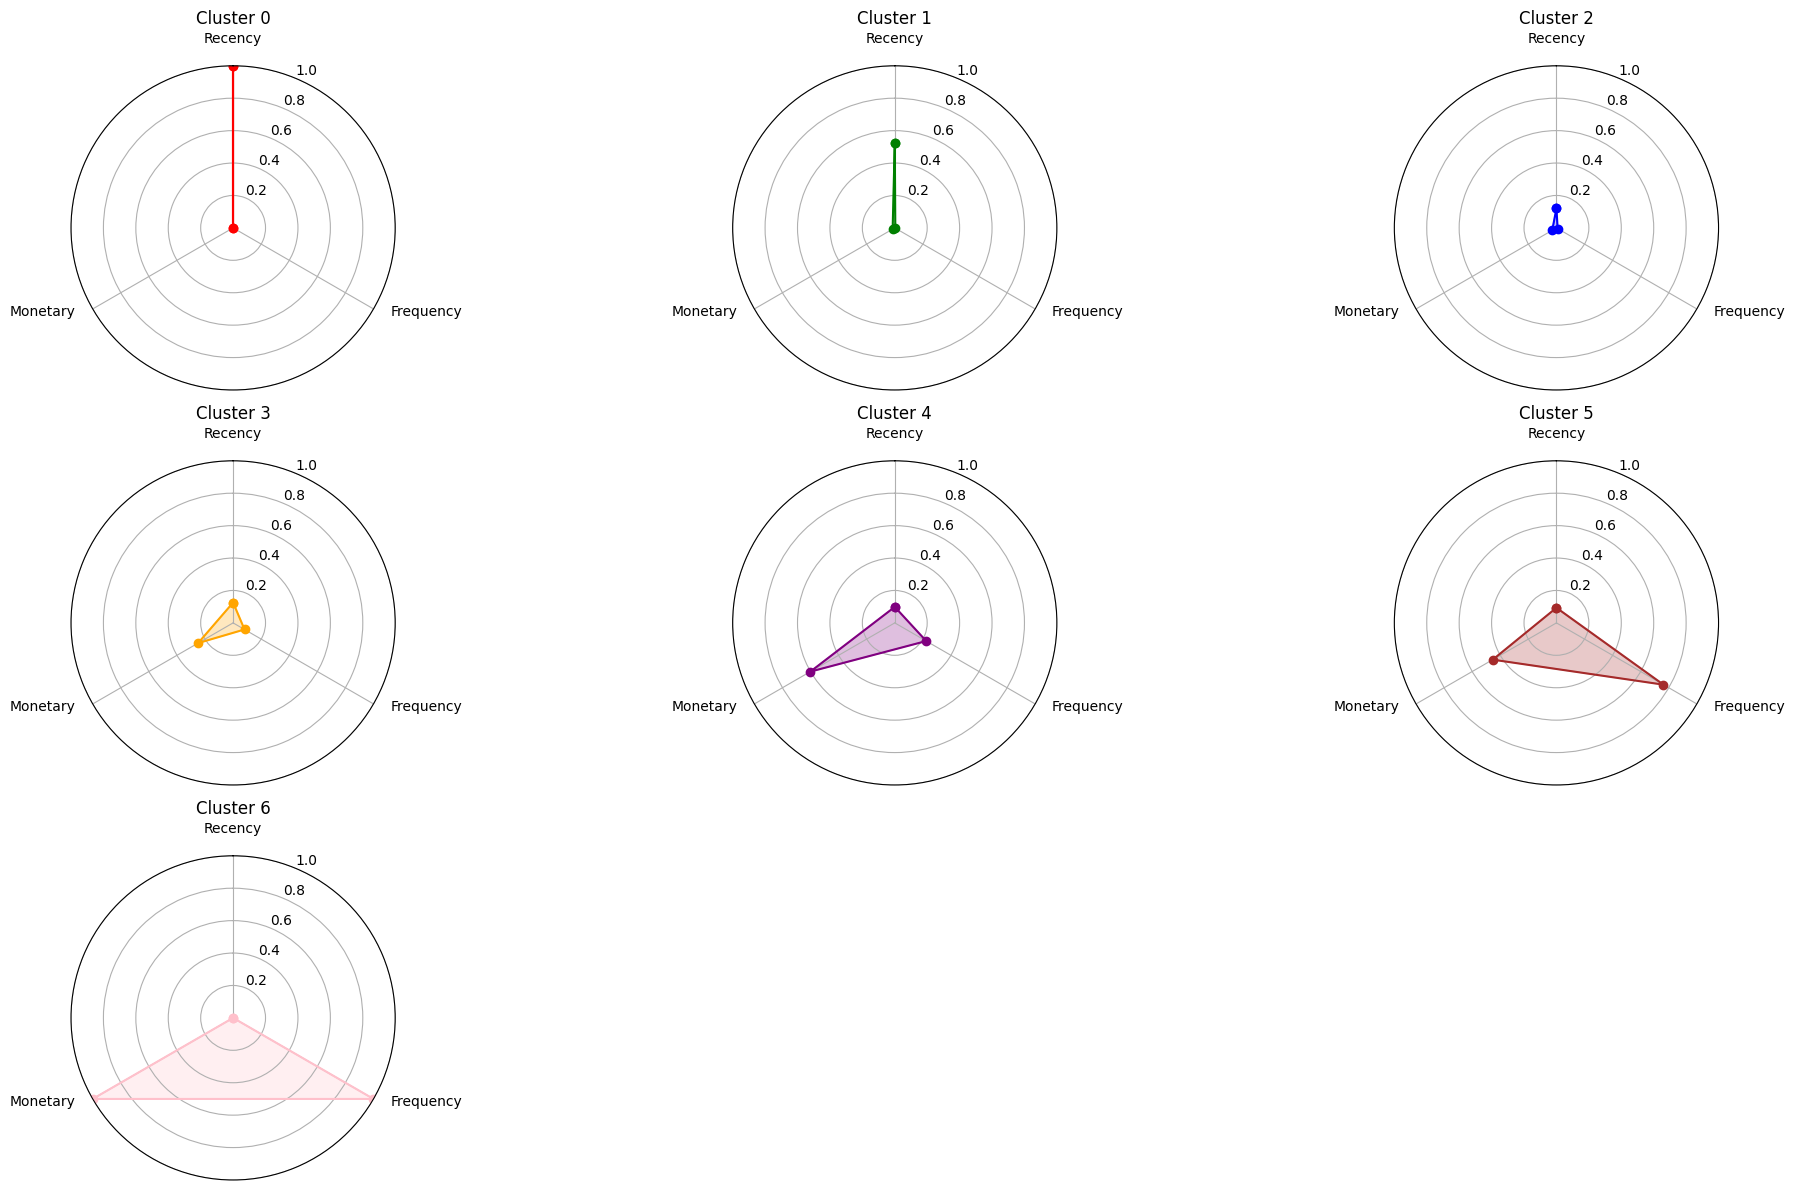 Cluster 0
Recency
1.0
0.8
0.6
0.4
0.2
Monetary
Frequency
Cluster 1
Recency
1.0
0.8
0.6
0.4
0.2
Monetary
Frequency
Cluster 2
Recency
1.0
0.8
0.6
0.4
0.2
Monetary
Frequency
Cluster 3
Recency
1.0
0.8
0.6
0.4
0.2
Monetary
Frequency
Cluster 4
Recency
1.0
0.8
0.6
0.4
0.2
Monetary
Frequency
Cluster 5
Recency
1.0
0.8
0.6
0.4
0.2
Monetary
Frequency
Cluster 6
Recency
1.0
0.8
0.6
0.4
0.2
Monetary
Frequency